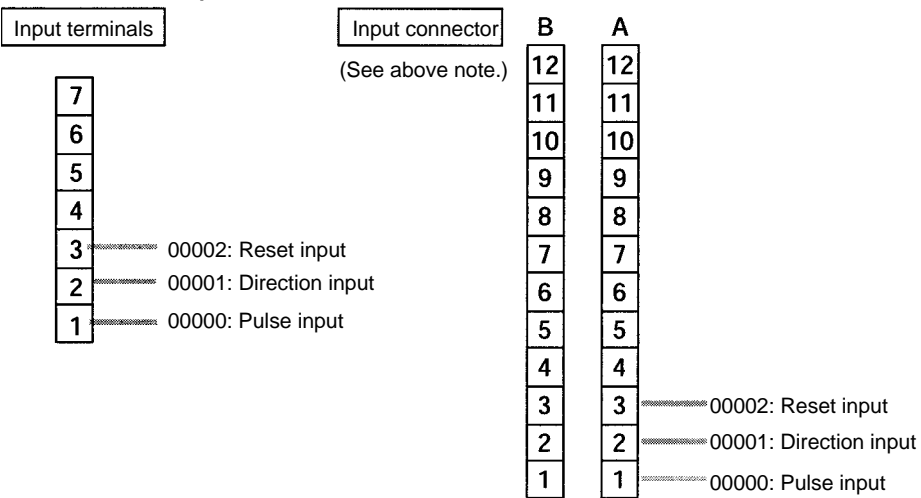 Input terminals
7
6
5
4
3 00002: Reset input
2 00001: Direction input
1 00000: Pulse input
Input connector
(See above note.)
B A
12 12
11 11
10 10
9 9
8 8
7 7
6 6
5 5
4 4
3 3 00002: Reset input
2 2 00001: Direction input
1 1 00000: Pulse input